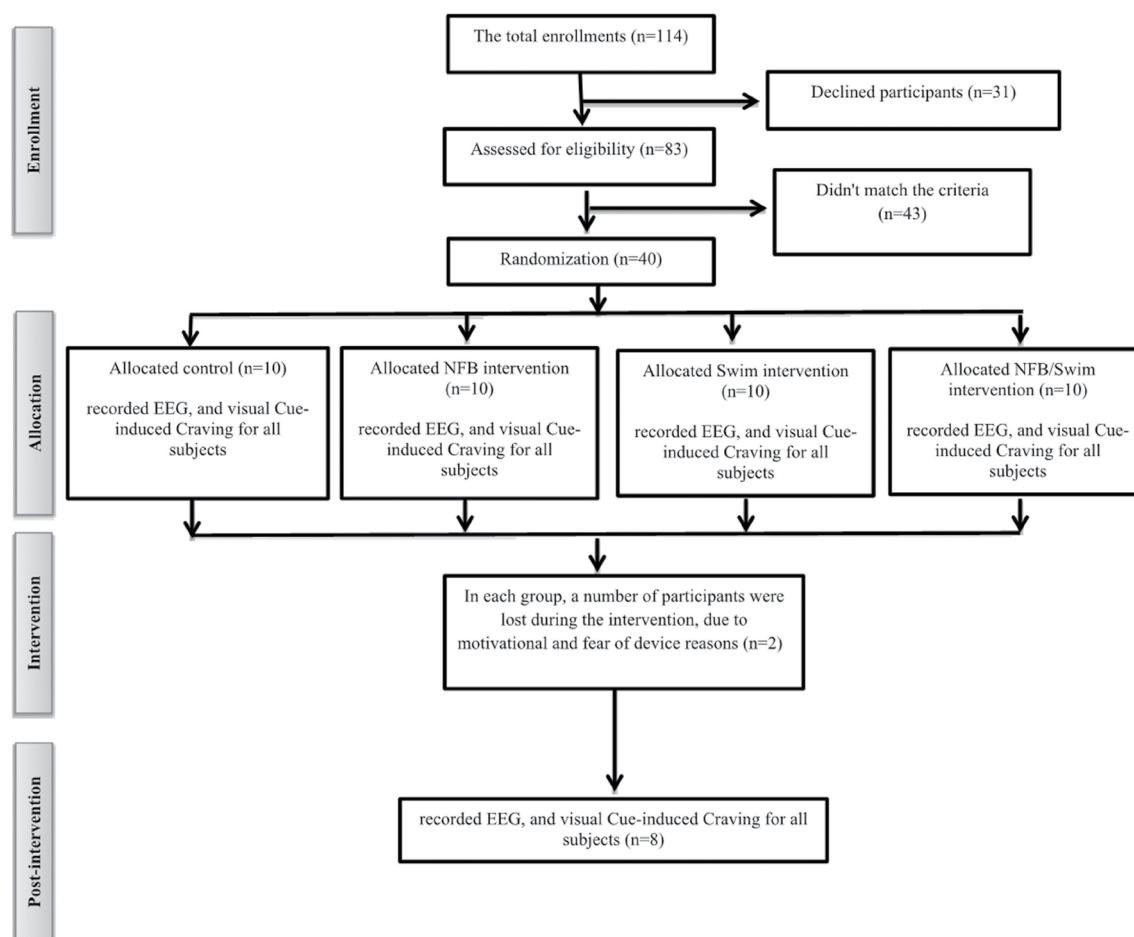 Enrollment
The total enrollments (n=114)
Declined participants (n=31)
Assessed for eligibility (n=83)
Didn't match the criteria
(n=43)
Randomization (n=40)
Allocation
Allocated control (n=10)
recorded EEG, and visual Cue-
induced Craving for all
subjects
Allocated NFB intervention
(n=10)
recorded EEG, and visual Cue-
induced Craving for all
subjects
Allocated Swim intervention
(n=10)
recorded EEG, and visual Cue-
induced Craving for all
subjects
Allocated NFB/Swim
intervention (n=10)
recorded EEG, and visual Cue-
induced Craving for all
subjects
Intervention
In each group, a number of participants were
lost during the intervention, due to
motivational and fear of device reasons (n=2)
Post-intervention
recorded EEG, and visual Cue-induced Craving for all
subjects (n=8)